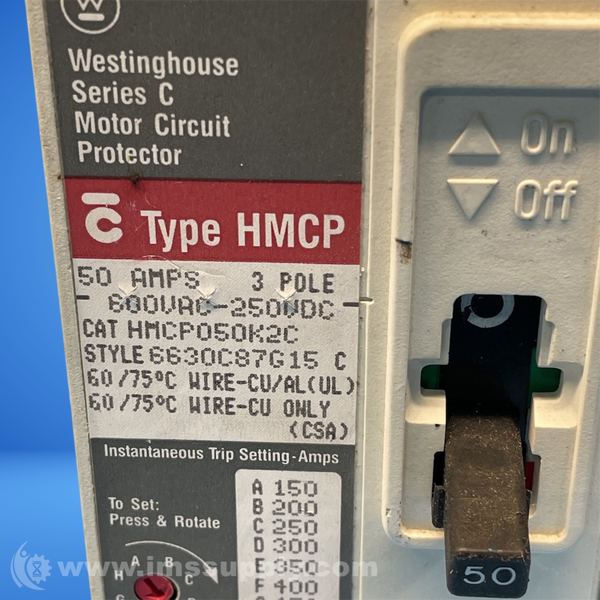 W
Westinghouse
Series C
Motor Circuit
Protector
C Type HMCP
50 AMPS 3 POLE
600VAC-250VDC
CAT HMCP050K2C
STYLE 6630C87G15 C
60/75°C WIRE-CU/AL(UL)
60/75°C WIRE-CU ONLY
(CSA)
Instantaneous Trip Setting-Amps
To Set:
Press & Rotate
A B C D
H
A 150
B 200
C 250
D 300
E 350
F 400
On
Off
O
50
www.imssupply.com